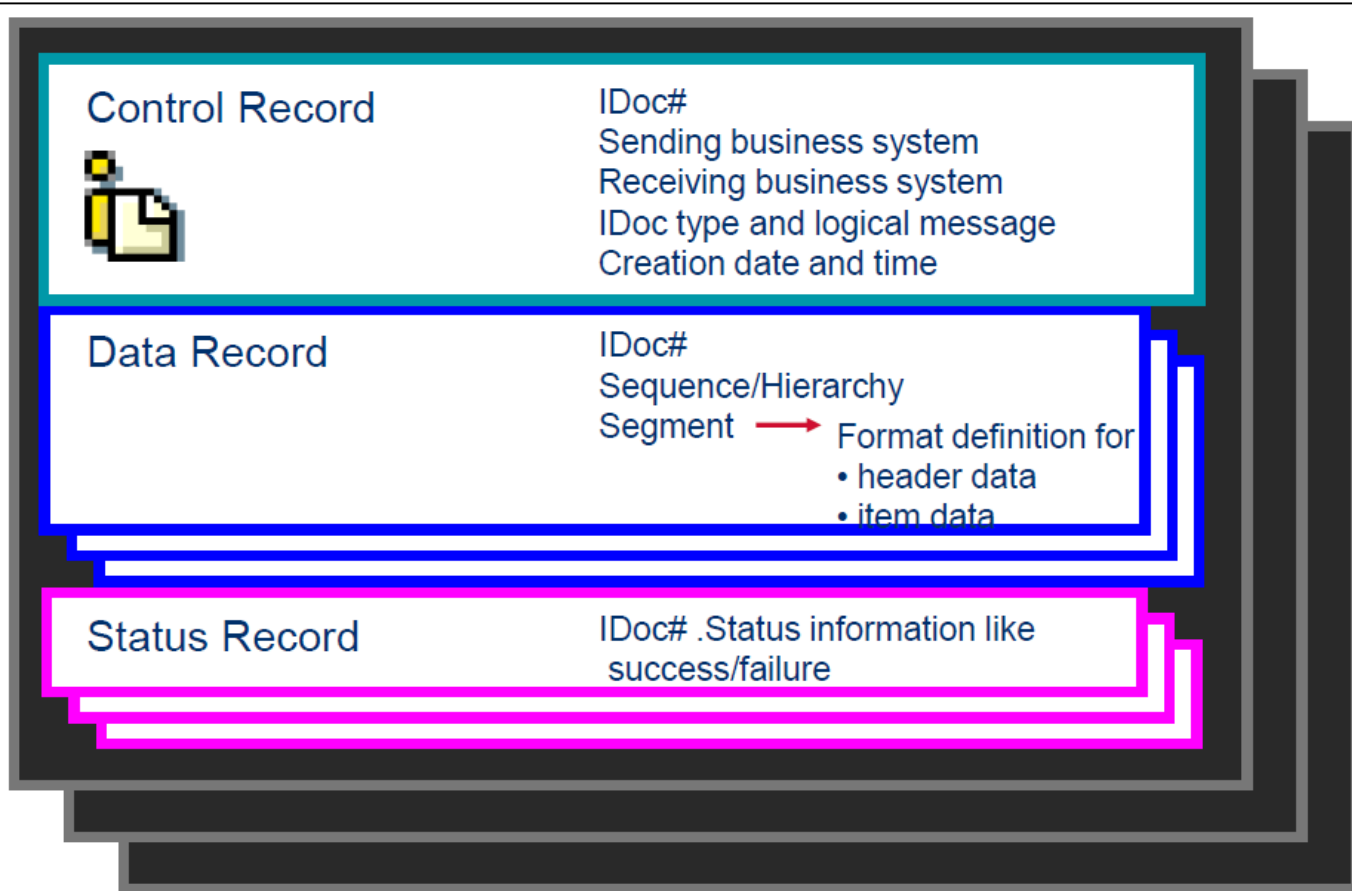 Control Record
IDoc#
Sending business system
Receiving business system
IDoc type and logical message
Creation date and time
Data Record
IDoc#
Sequence/Hierarchy
Segment
Format definition for
• header data
• item data
Status Record
IDoc# .Status information like
success/failure